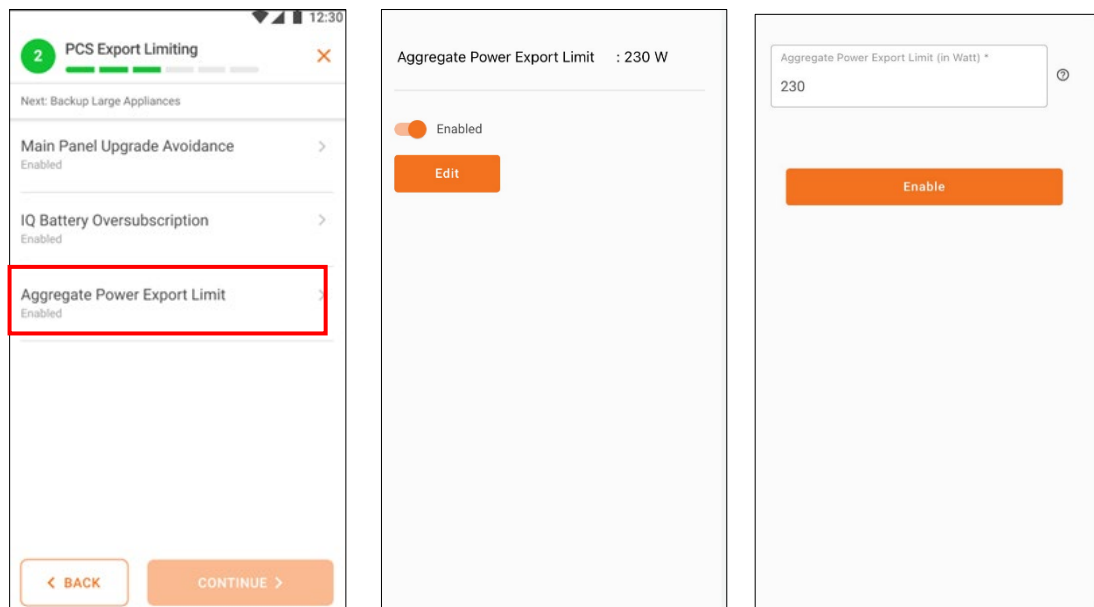 12:30
2
PCS Export Limiting
Next: Backup Large Appliances
Main Panel Upgrade Avoidance
Enabled
IQ Battery Oversubscription
Enabled
Aggregate Power Export Limit
Enabled
< BACK
CONTINUE >
Aggregate Power Export Limit : 230 W
Enabled
Edit
Aggregate Power Export Limit (in Watt) *
230
Enable